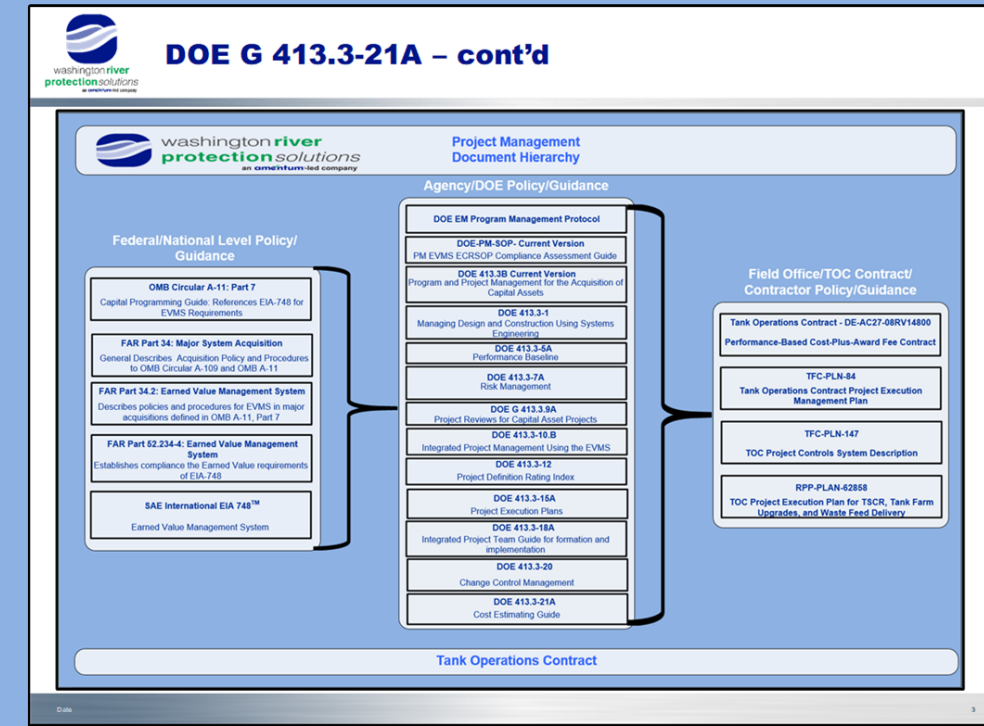 washington river
protection solutions
an amentum-led company
DOE G 413.3-21A – cont'd
washington river
protection solutions
an amentum-led company
Project Management
Document Hierarchy
Federal/National Level Policy/
Guidance
OMB Circular A-11: Part 7
Capital Programming Guide: References EIA-748 for
EVMS Requirements
FAR Part 34: Major System Acquisition
General Describes Acquisition Policy and Procedures
to OMB Circular A-109 and OMB A-11
FAR Part 34.2: Earned Value Management System
Describes policies and procedures for EVMS in major
acquisitions defined in OMB A-11, Part 7
FAR Part 52.234-4: Earned Value Management
System
Establishes compliance the Earned Value requirements
of EIA-748
SAE International EIA 748™
Earned Value Management System
Agency/DOE Policy/Guidance
DOE EM Program Management Protocol
DOE-PM-SOP- Current Version
PM EVMS ECRSOP Compliance Assessment Guide
DOE 413.3B Current Version
Program and Project Management for the Acquisition of
Capital Assets
DOE 413.3-1
Managing Design and Construction Using Systems
Engineering
DOE 413.3-5A
Performance Baseline
DOE 413.3-7A
Risk Management
DOE G 413.3.9A
Project Reviews for Capital Asset Projects
DOE 413.3-10.B
Integrated Project Management Using the EVMS
DOE 413.3-12
Project Definition Rating Index
DOE 413.3-15A
Project Execution Plans
DOE 413.3-18A
Integrated Project Team Guide for formation and
implementation
DOE 413.3-20
Change Control Management
DOE 413.3-21A
Cost Estimating Guide
Field Office/TOC Contract/
Contractor Policy/Guidance
Tank Operations Contract - DE-AC27-08RV14800
Performance-Based Cost-Plus-Award Fee Contract
TFC-PLN-84
Tank Operations Contract Project Execution
Management Plan
TFC-PLN-147
TOC Project Controls System Description
RPP-PLAN-62858
TOC Project Execution Plan for TSCR, Tank Farm
Upgrades, and Waste Feed Delivery
Tank Operations Contract
Date
3